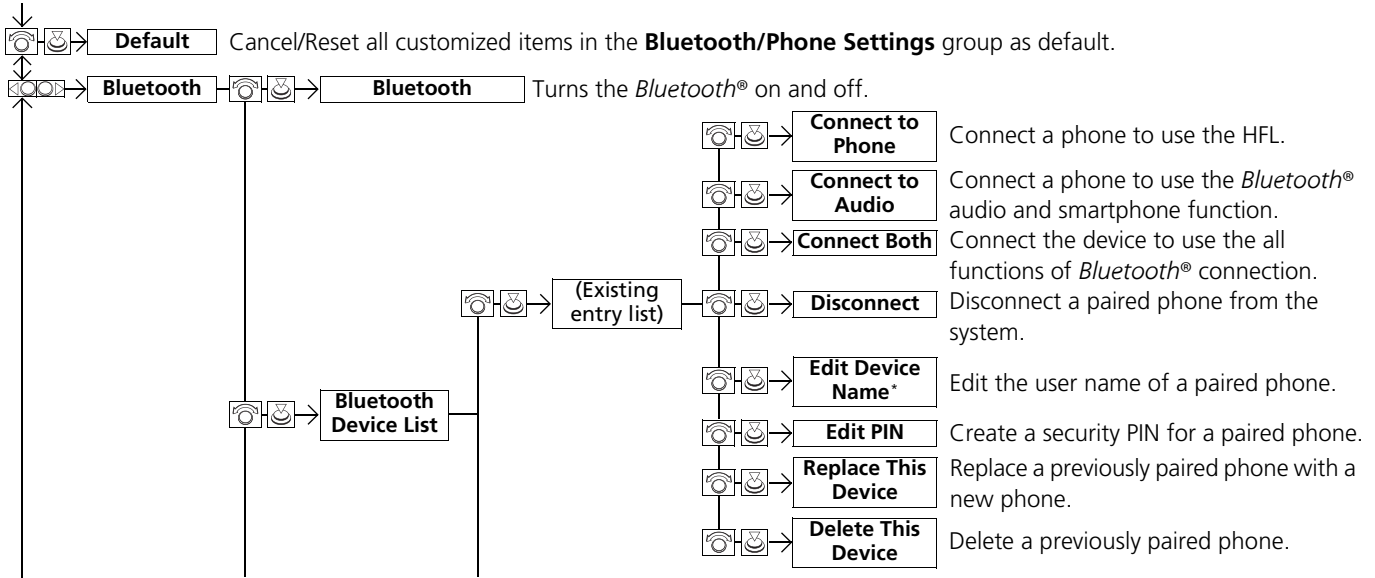 Default
Cancel/Reset all customized items in the Bluetooth/Phone Settings group as default.
Bluetooth
Bluetooth
Turns the Bluetooth® on and off.
Connect to
Phone
Connect a phone to use the HFL.
Connect to
Audio
Connect a phone to use the Bluetooth®
audio and smartphone function.
Connect Both
Connect the device to use the all
functions of Bluetooth® connection.
(Existing
entry list)
Disconnect
Disconnect a paired phone from the
system.
Edit Device
Name*
Edit the user name of a paired phone.
Bluetooth
Device List
Edit PIN
Create a security PIN for a paired phone.
Replace This
Device
Replace a previously paired phone with a
new phone.
Delete This
Device
Delete a previously paired phone.